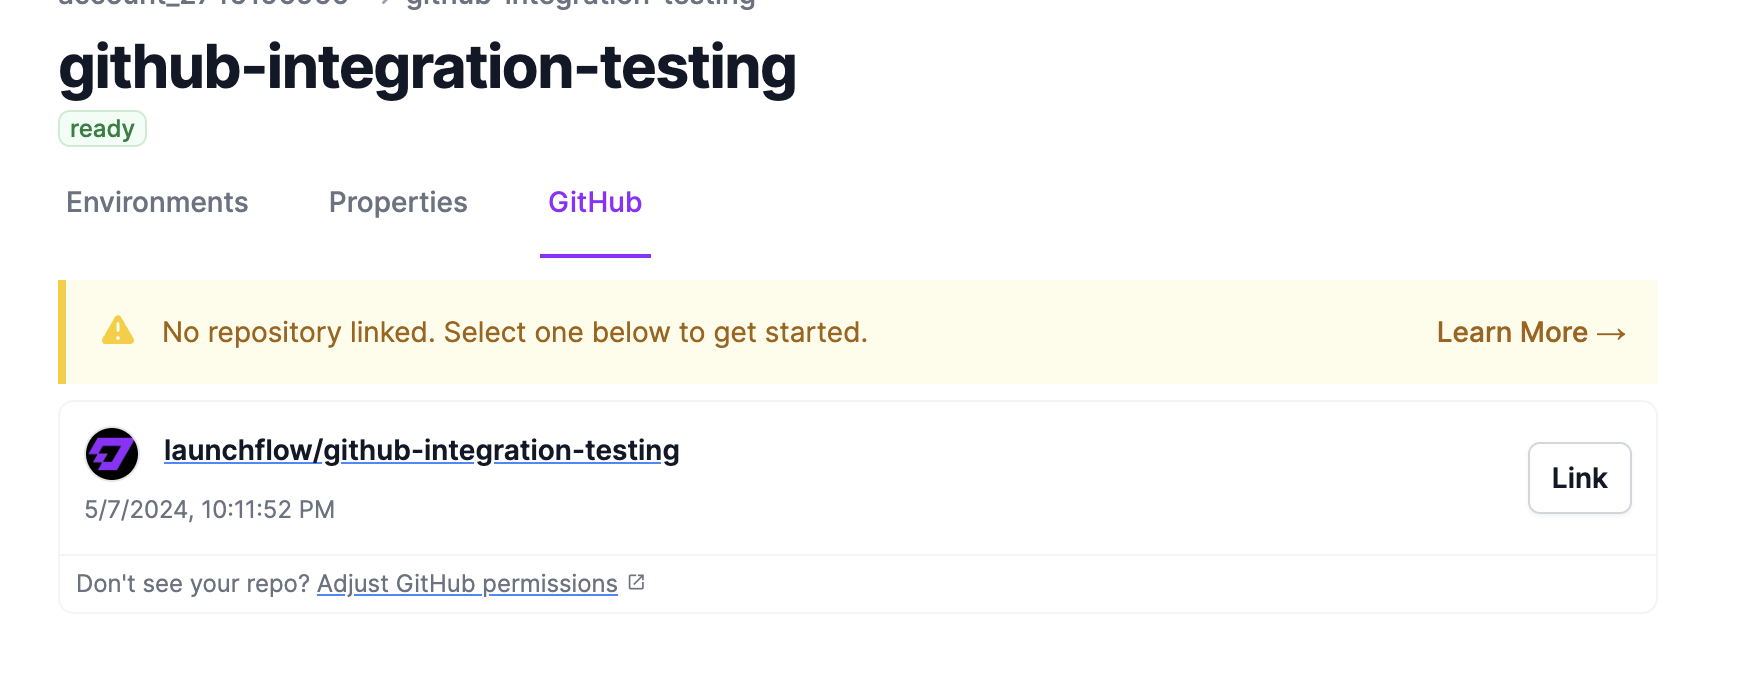 github-integration-testing
github-integration-testing
ready
Environments Properties GitHub
No repository linked. Select one below to get started. Learn More →
launchflow/github-integration-testing
Link
5/7/2024, 10:11:52 PM
Don't see your repo? Adjust GitHub permissions